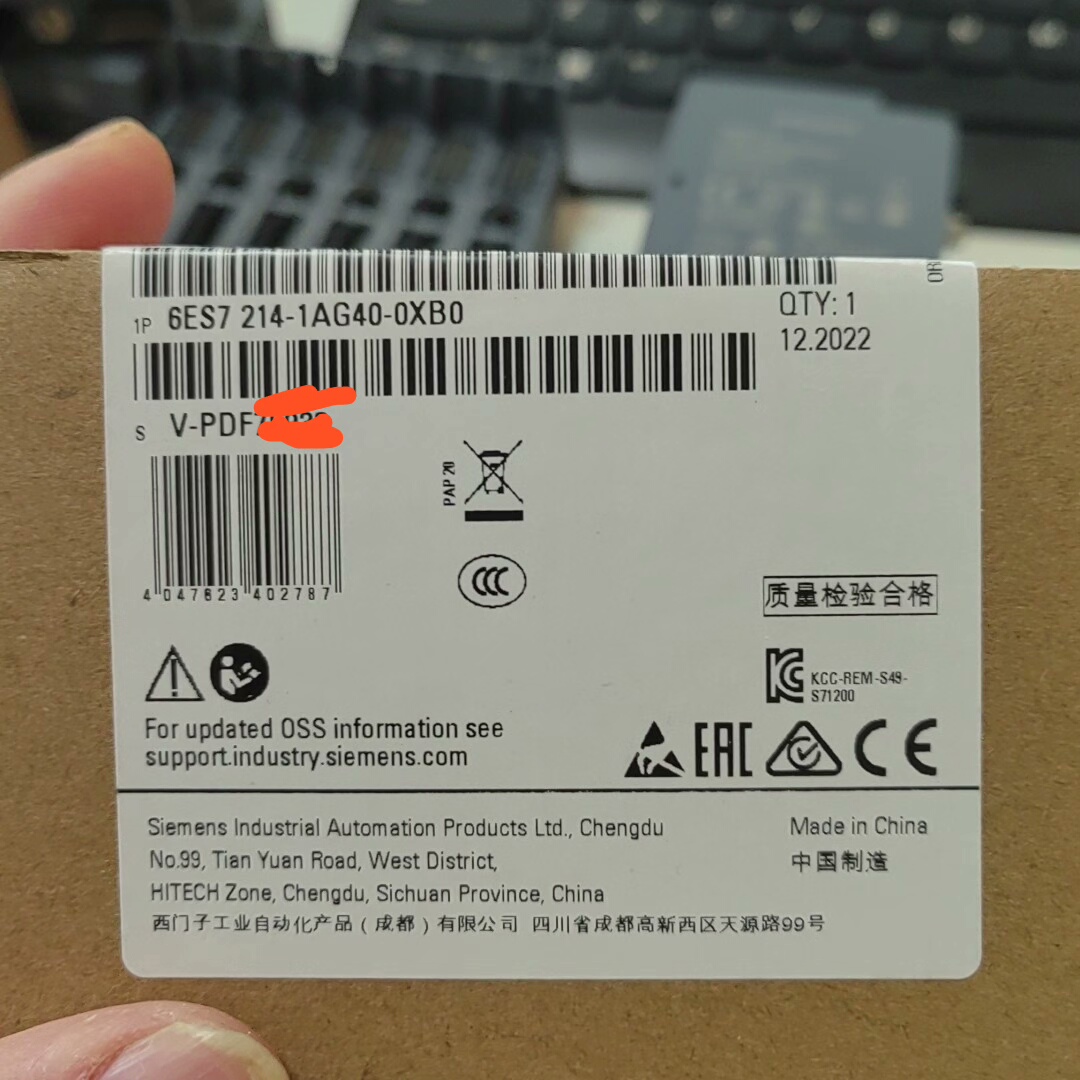 1P 6ES7 214-1AG40-0XB0
QTY: 1
12.2022
S V-PDF
PAP 20
4 047623 402787
质量检验合格
KCC-REM-S49-
S71200
For updated OSS information see
support.industry.siemens.com
EAC
CE
Siemens Industrial Automation Products Ltd., Chengdu
Made in China
No.99, Tian Yuan Road, West District,
中国制造
HITECH Zone, Chengdu, Sichuan Province, China
西门子工业自动化产品（成都）有限公司 四川省成都高新西区天源路99号